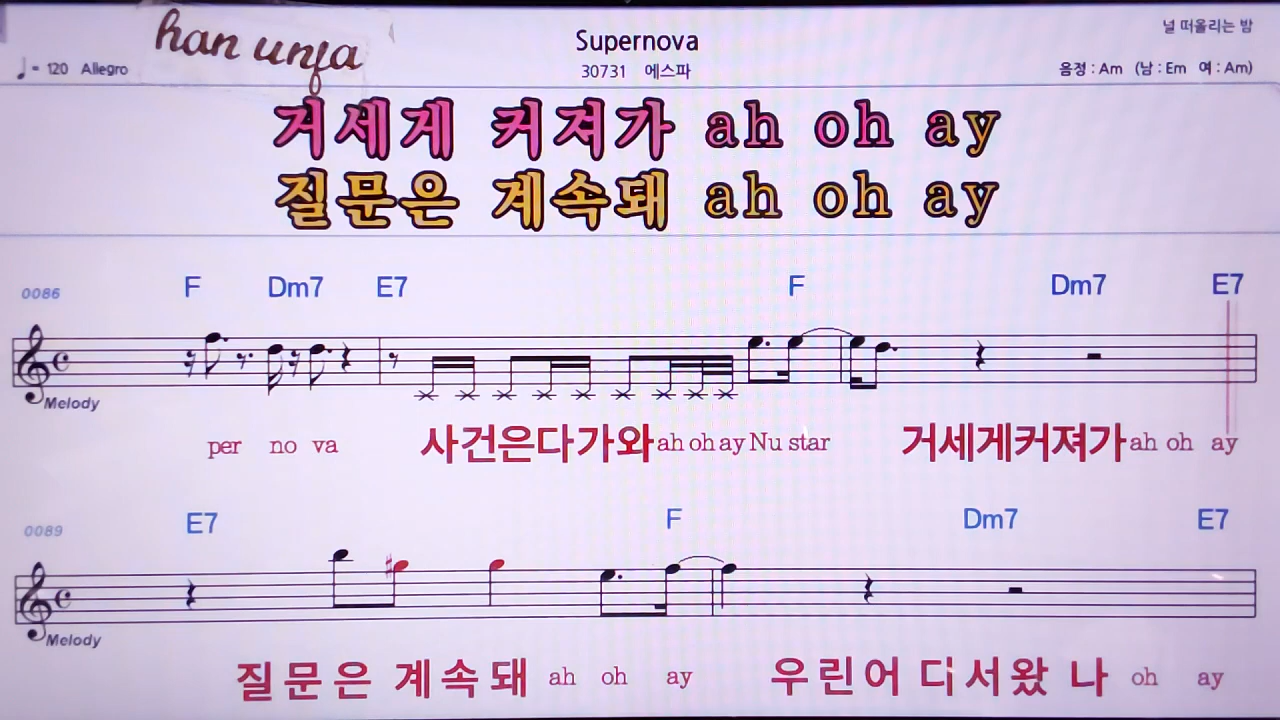 han unja
Supernova
널 떠올리는 밤
♩= 120 Allegro
30731 에스파
음정 : Am (남 : Em 여 : Am)
거세게 커져가 ah oh ay
질문은 계속돼 ah oh ay
0086 F Dm7 E7 F Dm7 E7
Melody
per no va 사건은다가와 ah oh ay Nu star 거세게커져가 ah oh ay
0089 E7 F Dm7 E7
Melody
질문은 계속돼 ah oh ay 우린어 디서왔 나 oh ay